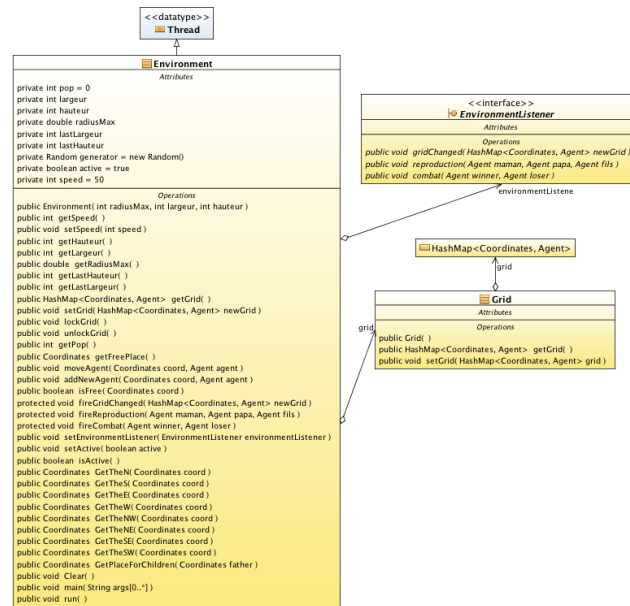 <<datatype>>
Thread
Environment
Attributes
private int pop = 0
private int largeur
private int hauteur
private double radiusMax
private int lastLargeur
private int lastHauteur
private Random generator = new Random()
private boolean active = true
private int speed = 50
Operations
public Environment( int radiusMax, int largeur, int hauteur )
public int getSpeed( )
public void setSpeed( int speed )
public int getHauteur( )
public int getLargeur( )
public double getRadiusMax( )
public int getLastHauteur( )
public int getLastLargeur( )
public HashMap<Coordinates, Agent> getGrid( )
public void setGrid( HashMap<Coordinates, Agent> newGrid )
public void lockGrid( )
public void unlockGrid( )
public int getPop( )
public Coordinates getFreePlace( )
public void moveAgent( Coordinates coord, Agent agent )
public void addNewAgent( Coordinates coord, Agent agent )
public boolean isFree( Coordinates coord )
protected void fireGridChanged( HashMap<Coordinates, Agent> newGrid )
protected void fireReproduction( Agent maman, Agent papa, Agent fils )
protected void fireCombat( Agent winner, Agent loser )
public void setEnvironmentListener( EnvironmentListener environmentListener )
public void setActive( boolean active )
public boolean isActive( )
public Coordinates GetTheN( Coordinates coord )
public Coordinates GetTheS( Coordinates coord )
public Coordinates GetTheE( Coordinates coord )
public Coordinates GetTheW( Coordinates coord )
public Coordinates GetTheNW( Coordinates coord )
public Coordinates GetTheNE( Coordinates coord )
public Coordinates GetTheSE( Coordinates coord )
public Coordinates GetTheSW( Coordinates coord )
public Coordinates GetPlaceForChildren( Coordinates father )
public void Clear( )
public void main( String args[0..*] )
public void run( )
<<interface>>
EnvironmentListener
Attributes
Operations
public void gridChanged( HashMap<Coordinates, Agent> newGrid )
public void reproduction( Agent maman, Agent papa, Agent fils )
public void combat( Agent winner, Agent loser )
environmentListene
HashMap<Coordinates, Agent>
grid
Grid
Attributes
Operations
public Grid( )
public HashMap<Coordinates, Agent> getGrid( )
public void setGrid( HashMap<Coordinates, Agent> grid )
grid